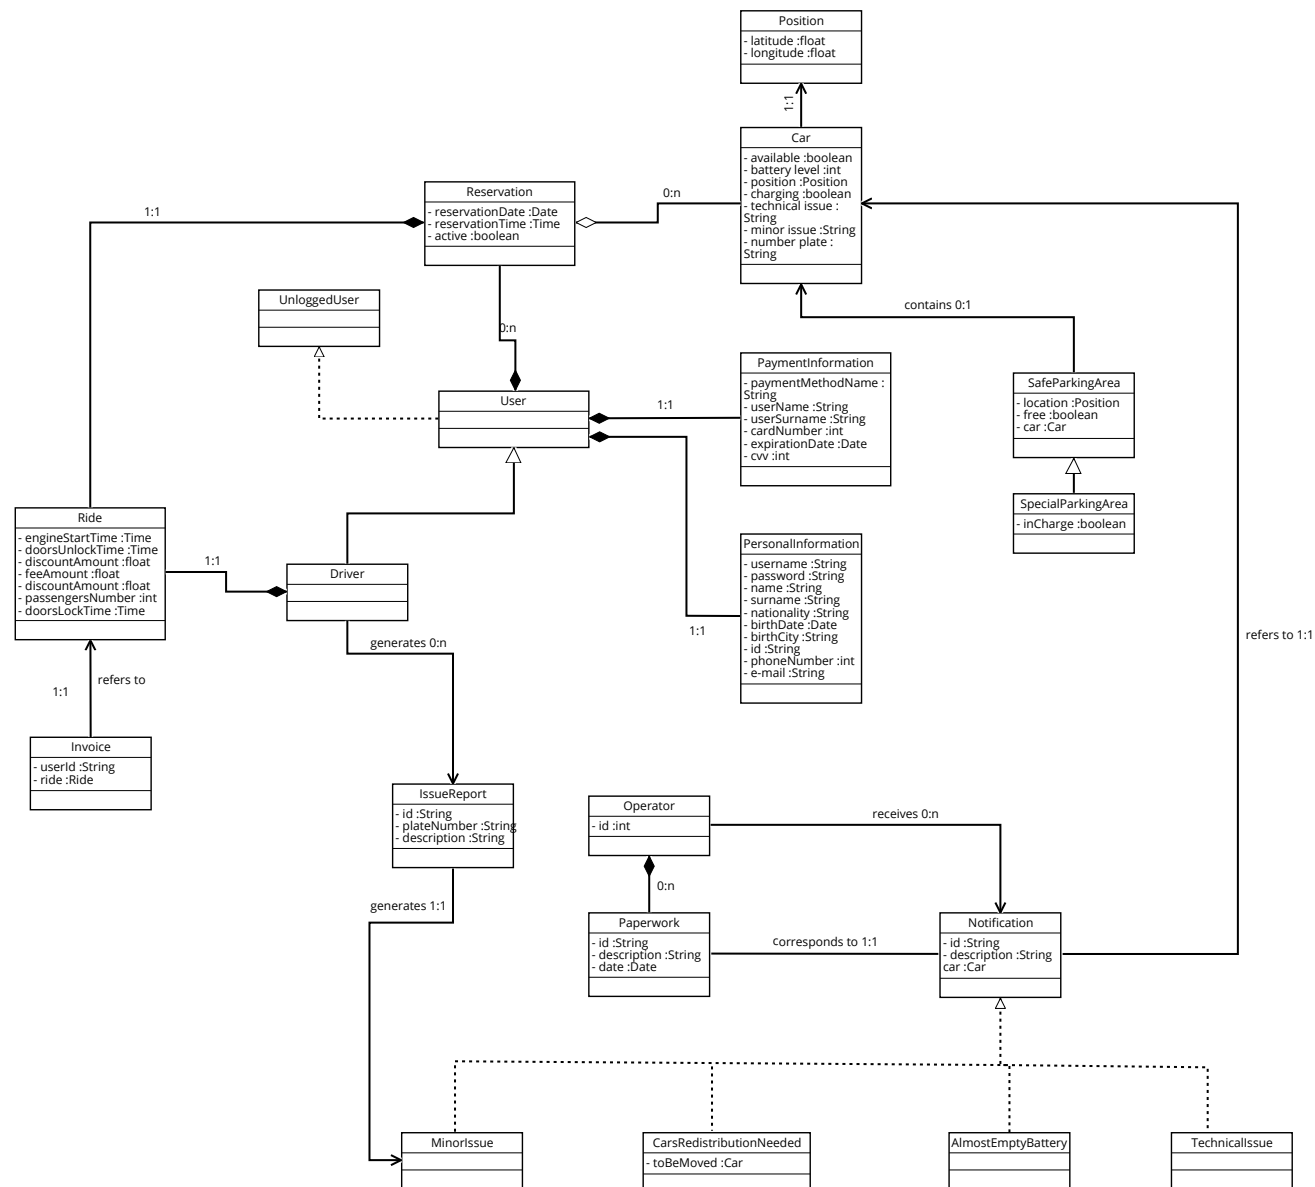 Position
- latitude :float
- longitude :float
1:1
Car
- available :boolean
- battery level :int
- position :Position
- charging :boolean
- technical issue :
String
- minor issue :String
- number plate :
String
0:n
Reservation
- reservationDate :Date
- reservationTime :Time
- active :boolean
1:1
UnloggedUser
0:n
contains 0:1
User
1:1
PaymentInformation
- paymentMethodName :
String
- userName :String
- userSurname :String
- cardNumber :int
- expirationDate :Date
- cvv :int
SafeParkingArea
- location :Position
- free :boolean
- car :Car
SpecialParkingArea
- inCharge :boolean
Ride
- engineStartTime :Time
- doorsUnlockTime :Time
- discountAmount :float
- feeAmount :float
- discountAmount :float
- passengersNumber :int
- doorsLockTime :Time
1:1
Driver
PersonalInformation
- username :String
- password :String
- name :String
- surname :String
- nationality :String
- birthDate :Date
- birthCity :String
- id :String
- phoneNumber :int
- e-mail :String
1:1
refers to 1:1
generates 0:n
1:1
refers to
Invoice
- userId :String
- ride :Ride
IssueReport
- id :String
- plateNumber :String
- description :String
Operator
- id :int
receives 0:n
0:n
generates 1:1
Paperwork
- id :String
- description :String
- date :Date
corresponds to 1:1
Notification
- id :String
- description :String
car :Car
MinorIssue
CarsRedistributionNeeded
- toBeMoved :Car
AlmostEmptyBattery
TechnicalIssue